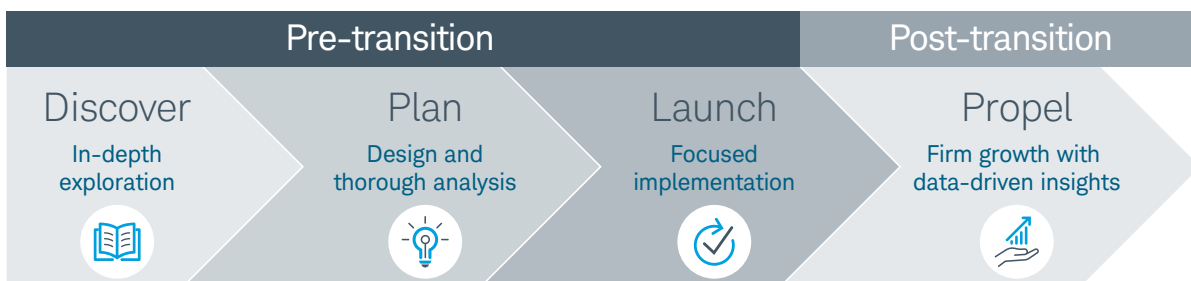 Pre-transition
Post-transition
Discover
In-depth
exploration
Plan
Design and
thorough analysis
Launch
Focused
implementation
Propel
Firm growth with
data-driven insights